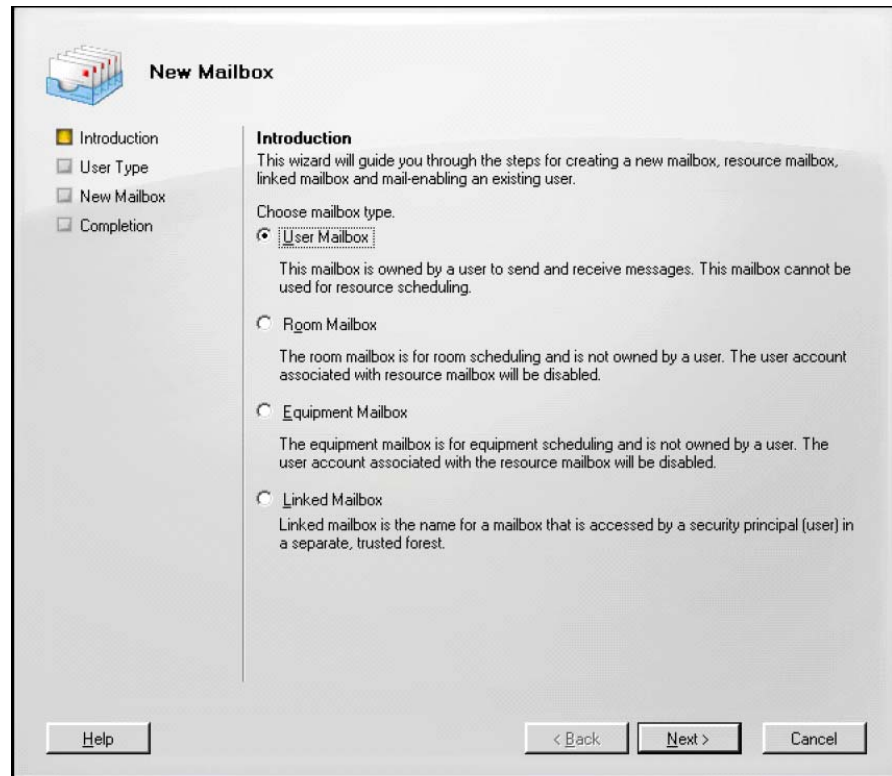 New Mailbox
Introduction
User Type
New Mailbox
Completion
Introduction
This wizard will guide you through the steps for creating a new mailbox, resource mailbox,
linked mailbox and mail-enabling an existing user.
Choose mailbox type.
User Mailbox
This mailbox is owned by a user to send and receive messages. This mailbox cannot be
used for resource scheduling.
Room Mailbox
The room mailbox is for room scheduling and is not owned by a user. The user account
associated with resource mailbox will be disabled.
Equipment Mailbox
The equipment mailbox is for equipment scheduling and is not owned by a user. The
user account associated with the resource mailbox will be disabled.
Linked Mailbox
Linked mailbox is the name for a mailbox that is accessed by a security principal (user) in
a separate, trusted forest.
Help
< Back
Next >
Cancel